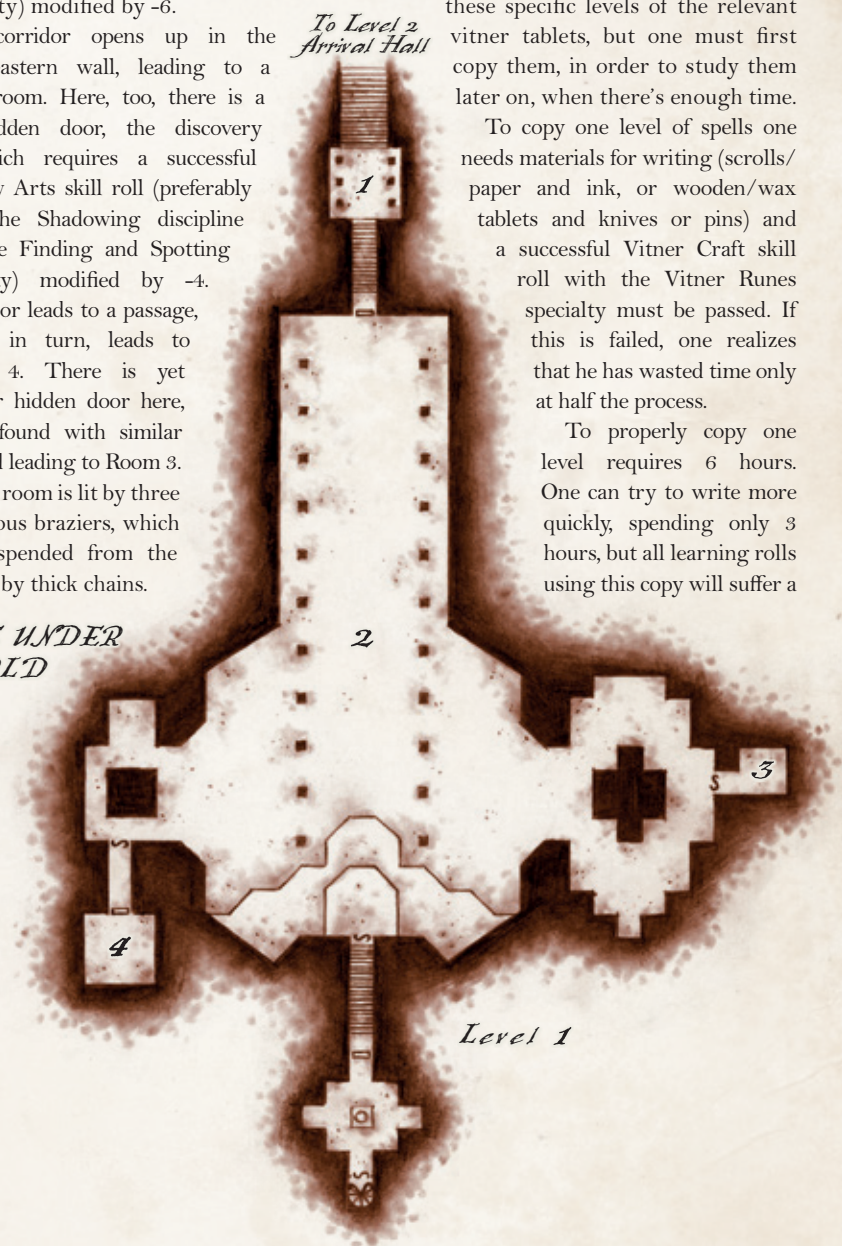 ty) modified by –6.
corridor opens up in the
astern wall, leading to a
room. Here, too, there is a
dden door, the discovery
ich requires a successful
y Arts skill roll (preferably
he Shadowing discipline
e Finding and Spotting
y) modified by –4.
or leads to a passage,
in turn, leads to
4. There is yet
r hidden door here,
found with similar
l leading to Room 3.
room is lit by three
ous braziers, which
spended from the
by thick chains.
UNDER
LD
To Level 2
Arrival Hall
these specific levels of the relevant
vitner tablets, but one must first
copy them, in order to study them
later on, when there's enough time.
To copy one level of spells one
needs materials for writing (scrolls/
paper and ink, or wooden/wax
tablets and knives or pins) and
a successful Vitner Craft skill
roll with the Vitner Runes
specialty must be passed. If
this is failed, one realizes
that he has wasted time only
at half the process.
To properly copy one
level requires 6 hours.
One can try to write more
quickly, spending only 3
hours, but all learning rolls
using this copy will suffer a
1
2
3
S
S
4
S
Level 1
S